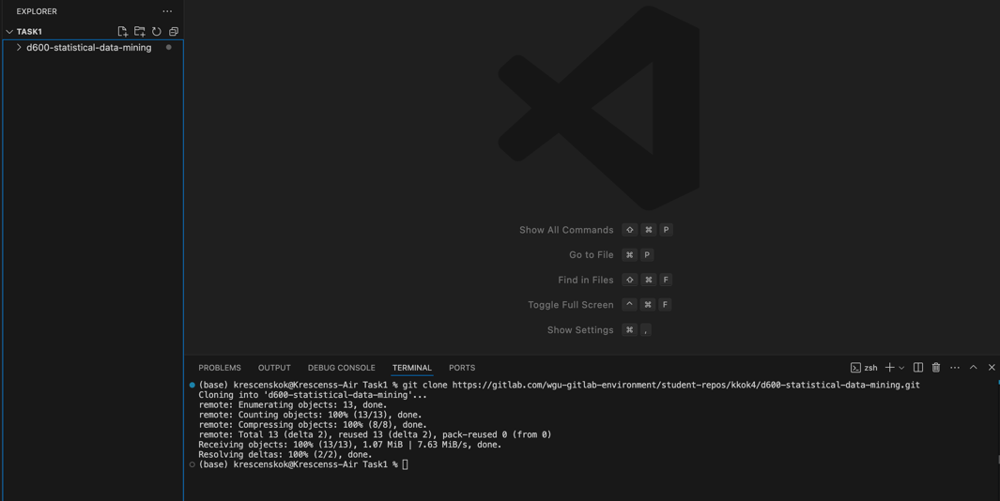 EXPLORER
TASK1
d600-statistical-data-mining
Show All Commands ⇧ ⌘ P
Go to File ⌘ P
Find in Files ⇧ ⌘ F
Toggle Full Screen ⌃ ⌘ F
Show Settings ⌘ ,
PROBLEMS OUTPUT DEBUG CONSOLE TERMINAL PORTS zsh
(base) krescenskok@Krescenss-Air Task1 % git clone https://gitlab.com/wgu-gitlab-environment/student-repos/kkok4/d600-statistical-data-mining.git
Cloning into 'd600-statistical-data-mining'...
remote: Enumerating objects: 13, done.
remote: Counting objects: 100% (13/13), done.
remote: Compressing objects: 100% (8/8), done.
remote: Total 13 (delta 2), reused 13 (delta 2), pack-reused 0 (from 0)
Receiving objects: 100% (13/13), 1.07 MiB | 7.63 MiB/s, done.
Resolving deltas: 100% (2/2), done.
(base) krescenskok@Krescenss-Air Task1 %